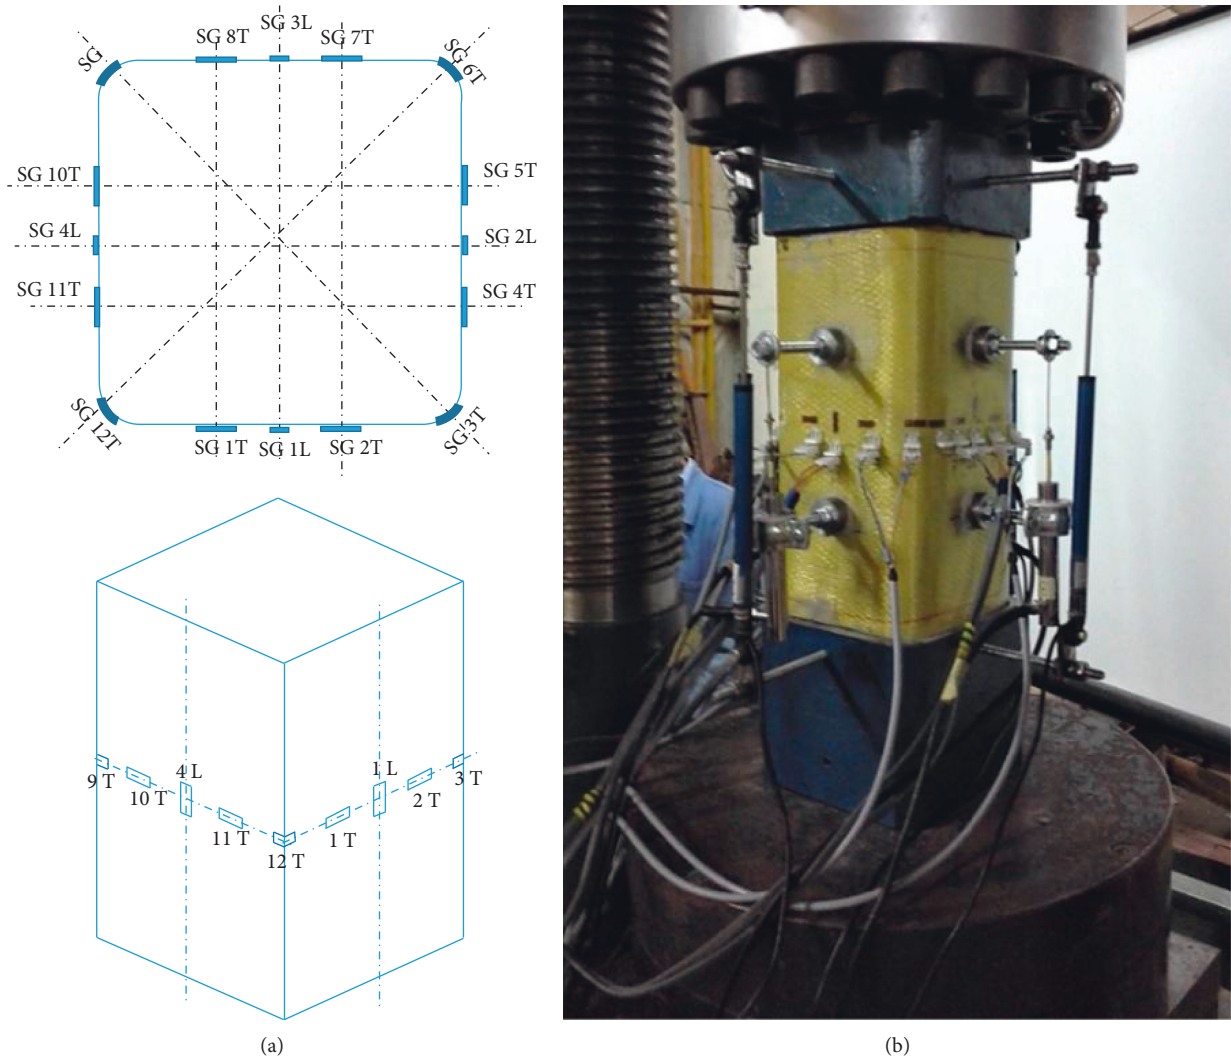 SG 3L
SG 8T
SG 7T
SG
SG 6T
SG 10T
SG 5T
SG 4L
SG 2L
SG 11T
SG 4T
SG 12T
SG 3T
SG 1T
SG 1L
SG 2T
4 L
1 L
9 T
3 T
10 T
2 T
11 T
1 T
12 T
(a)
(b)